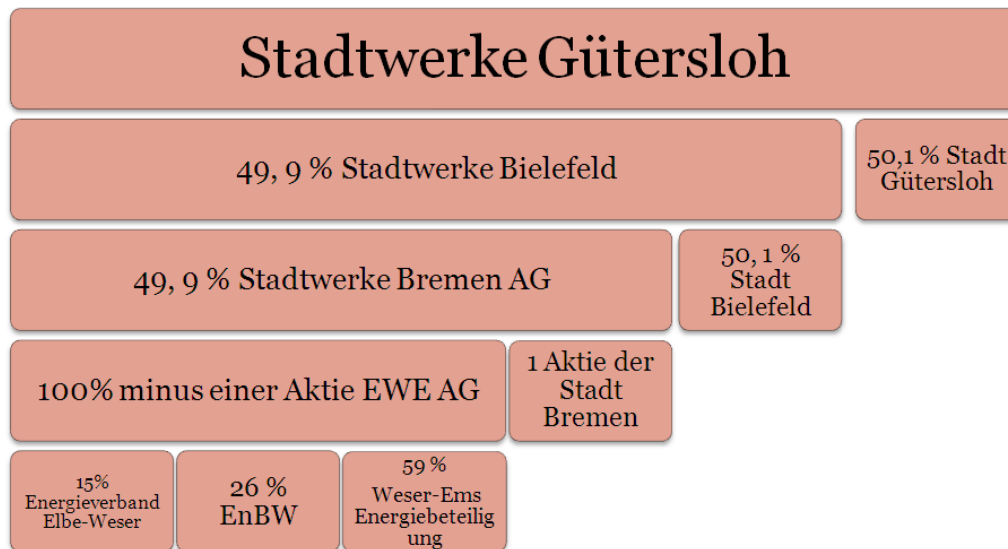 Stadtwerke Gütersloh
49, 9 % Stadtwerke Bielefeld
50,1 % Stadt
Gütersloh
49, 9 % Stadtwerke Bremen AG
50, 1 %
Stadt
Bielefeld
100% minus einer Aktie EWE AG
1 Aktie der
Stadt
Bremen
15%
Energieverband
Elbe-Weser
26 %
EnBW
59 %
Weser-Ems
Energiebeteilig
ung